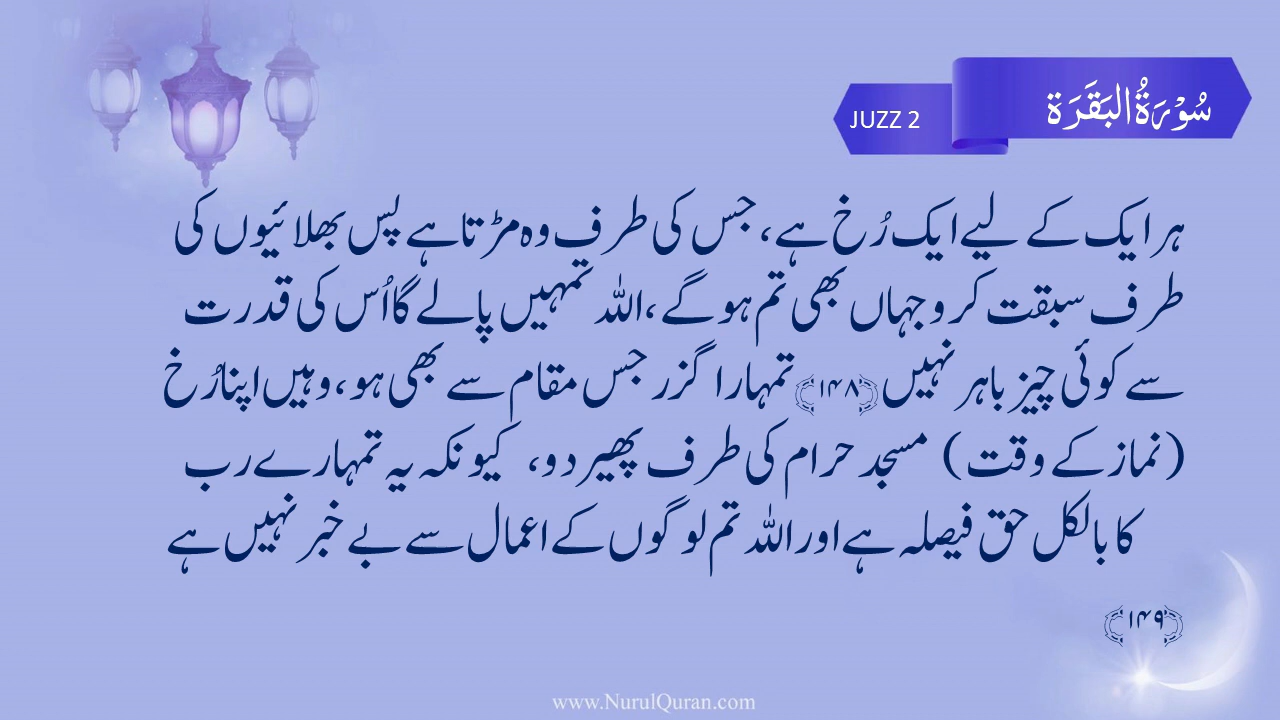 سُوْرَةُ الْبَقَرَة
JUZZ 2
ہر ایک کے لیے ایک رُخ ہے، جس کی طرف وہ مڑتا ہے پس بھلائیوں کی
طرف سبقت کرو جہاں بھی تم ہو گے، اللہ تمہیں پا لے گا اُس کی قدرت
سے کوئی چیز باہر نہیں ﴿۱۴۸﴾ تمہارا گزر جس مقام سے بھی ہو، وہیں اپنا رُخ
(نماز کے وقت) مسجد حرام کی طرف پھیر دو، کیونکہ یہ تمہارے رب
کا بالکل حق فیصلہ ہے اور اللہ تم لوگوں کے اعمال سے بے خبر نہیں ہے
﴿۱۴۹﴾
www.NurulQuran.com